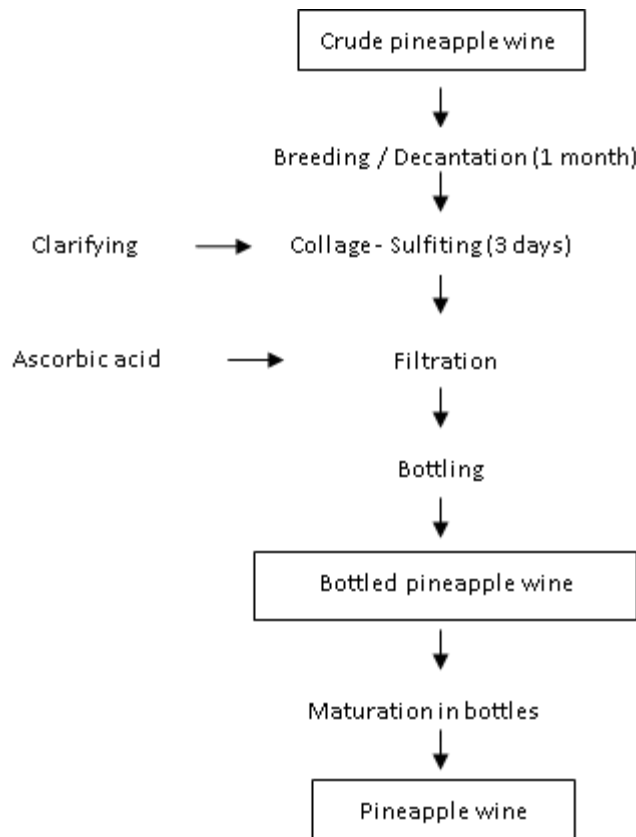 Crude pineapple wine
Breeding / Decantation (1 month)
Clarifying
Collage - Sulfiting (3 days)
Ascorbic acid
Filtration
Bottling
Bottled pineapple wine
Maturation in bottles
Pineapple wine